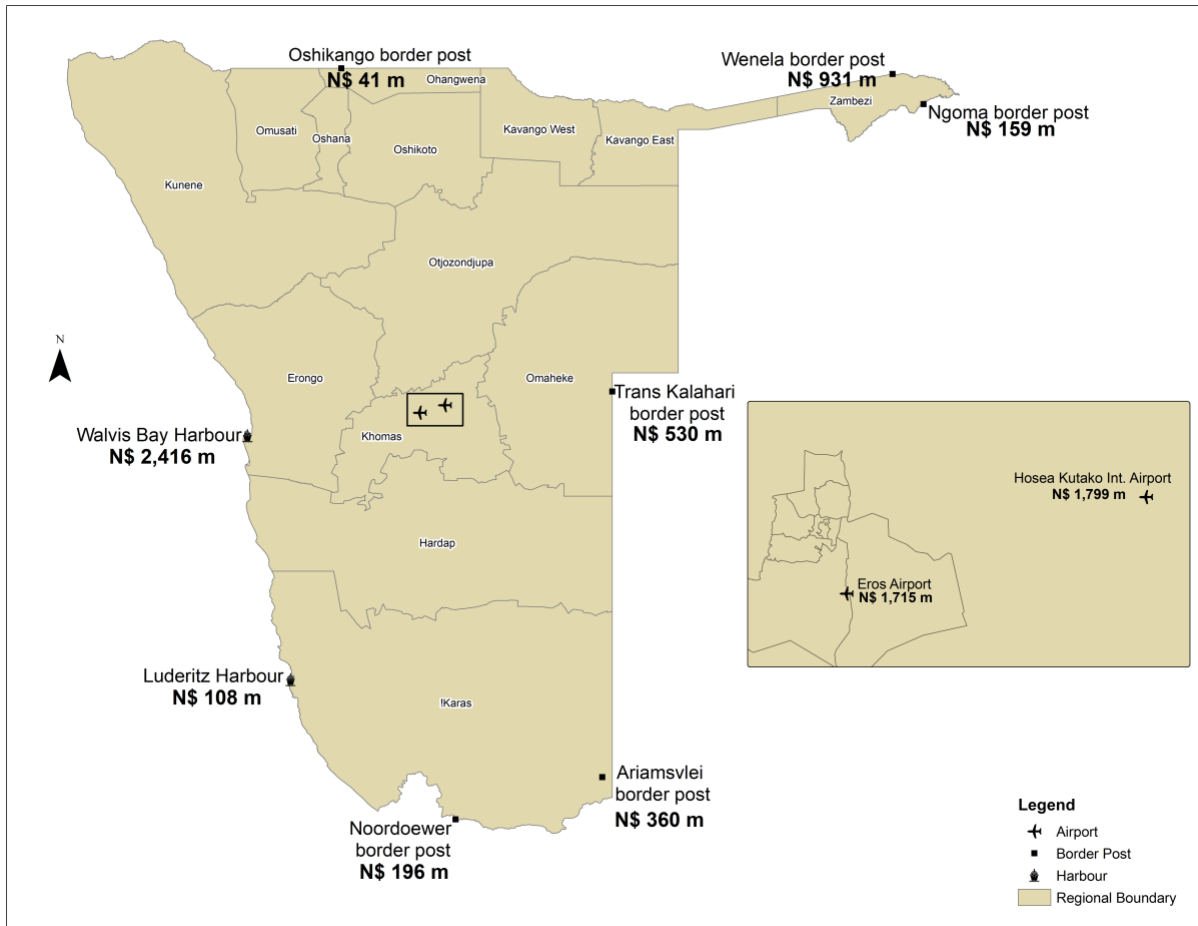 Oshikango border post
N$ 41 m
Wenela border post
N$ 931 m
Ngoma border post
N$ 159 m
Ohangwena
Zambezi
Omusati
Oshana
Oshikoto
Kavango West
Kavango East
Kunene
Otjozondjupa
N
Erongo
Omaheke
Trans Kalahari
border post
N$ 530 m
Walvis Bay Harbour
N$ 2,416 m
Khomas
Hosea Kutako Int. Airport
N$ 1,799 m
Hardap
Eros Airport
N$ 1,715 m
Luderitz Harbour
N$ 108 m
!Karas
Ariamsvlei
border post
N$ 360 m
Noordoewer
border post
N$ 196 m
Legend
Airport
Border Post
Harbour
Regional Boundary